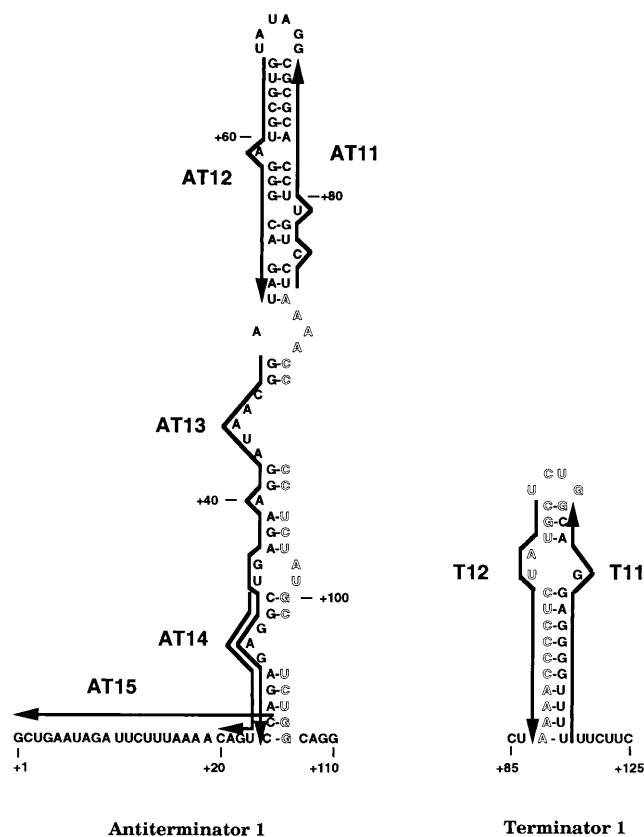 U A
A G
U G
G-C
U-G
G-C
C-G
G-C
+60 U-A
A
AT11
G-C
AT12
G-C
G-U +80
U
C-G
A-U
C
G-C
A-U
U-A
A
A A
A
G-C
G-C
C
A
AT13
A
U
A
G-C
G-C
+40 A
A-U
G-C
A-U
G A
U U
C-G +100
C-G
G
AT14
A
G
A-U
G-C
AT15
A-U
C-G
GCUGAAUAGA UUCUUUAAAA CAGU C-G CAGG
+1 +20 +110
Antiterminator 1
C U
U G
C-G
G-C
U-A
A
T12 U G T11
C-G
U-A
C-G
C-G
C-G
C-G
A-U
A-U
A-U
CU A-U UUCUUC
+85 +125
Terminator 1